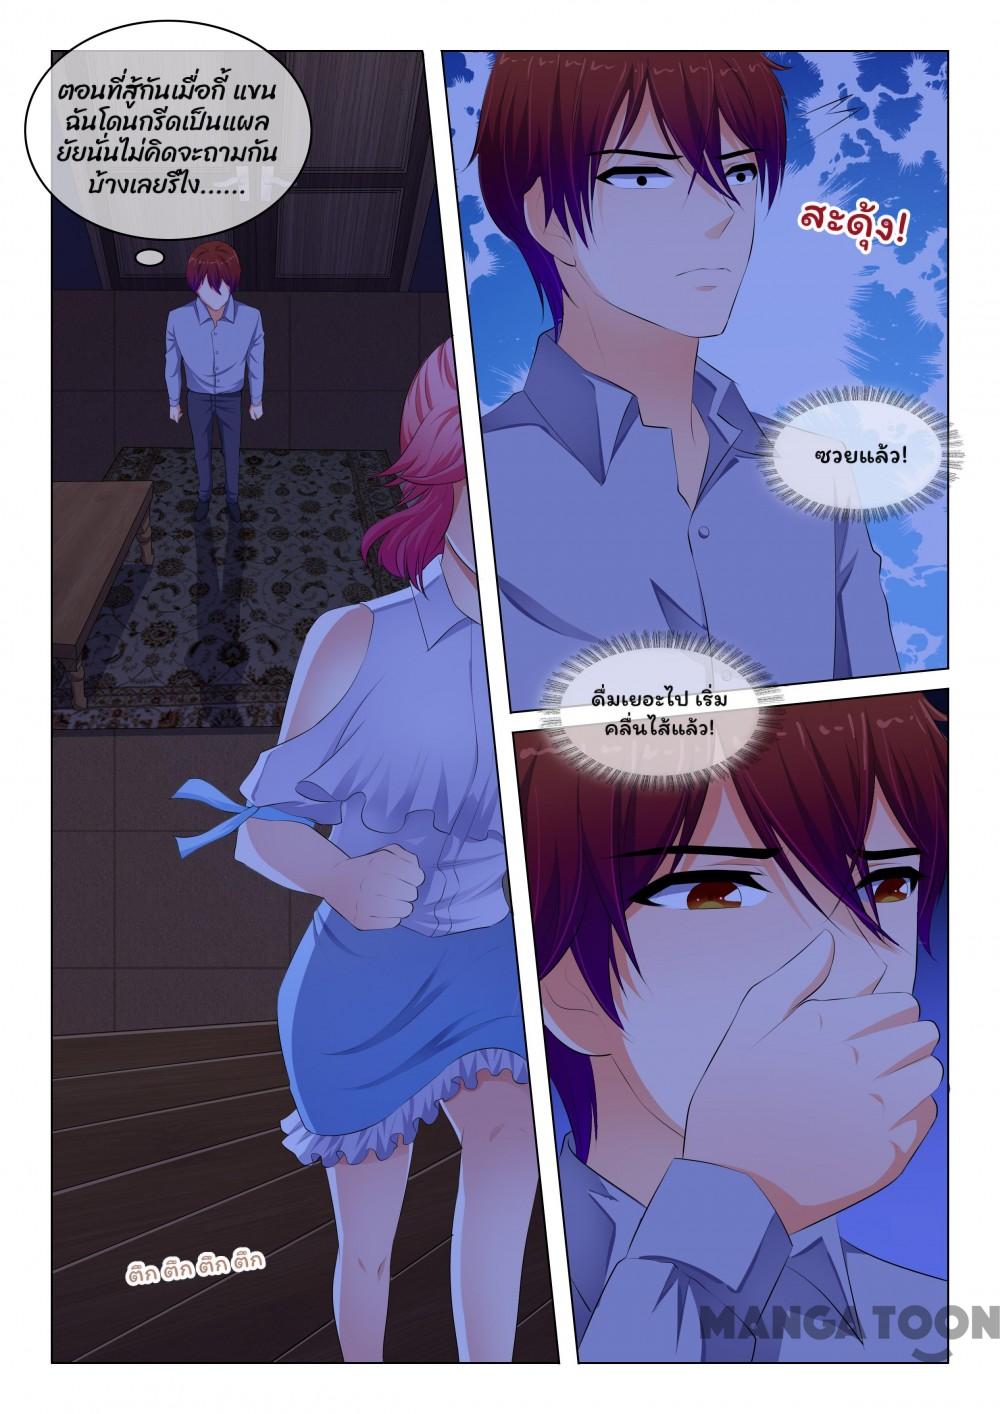 ตอนที่สู้กันเมื่อกี้ แขน
ฉันโดนกรีดเป็นแผล
ยัยนั่นไม่คิดจะถามกัน
บ้างเลยรึไง......
สะดุ้ง!
ซวยแล้ว!
ดื่มเยอะไป เริ่ม
คลื่นไส้แล้ว!
ตึก ตึก ตึก ตึก
MANGA TOON